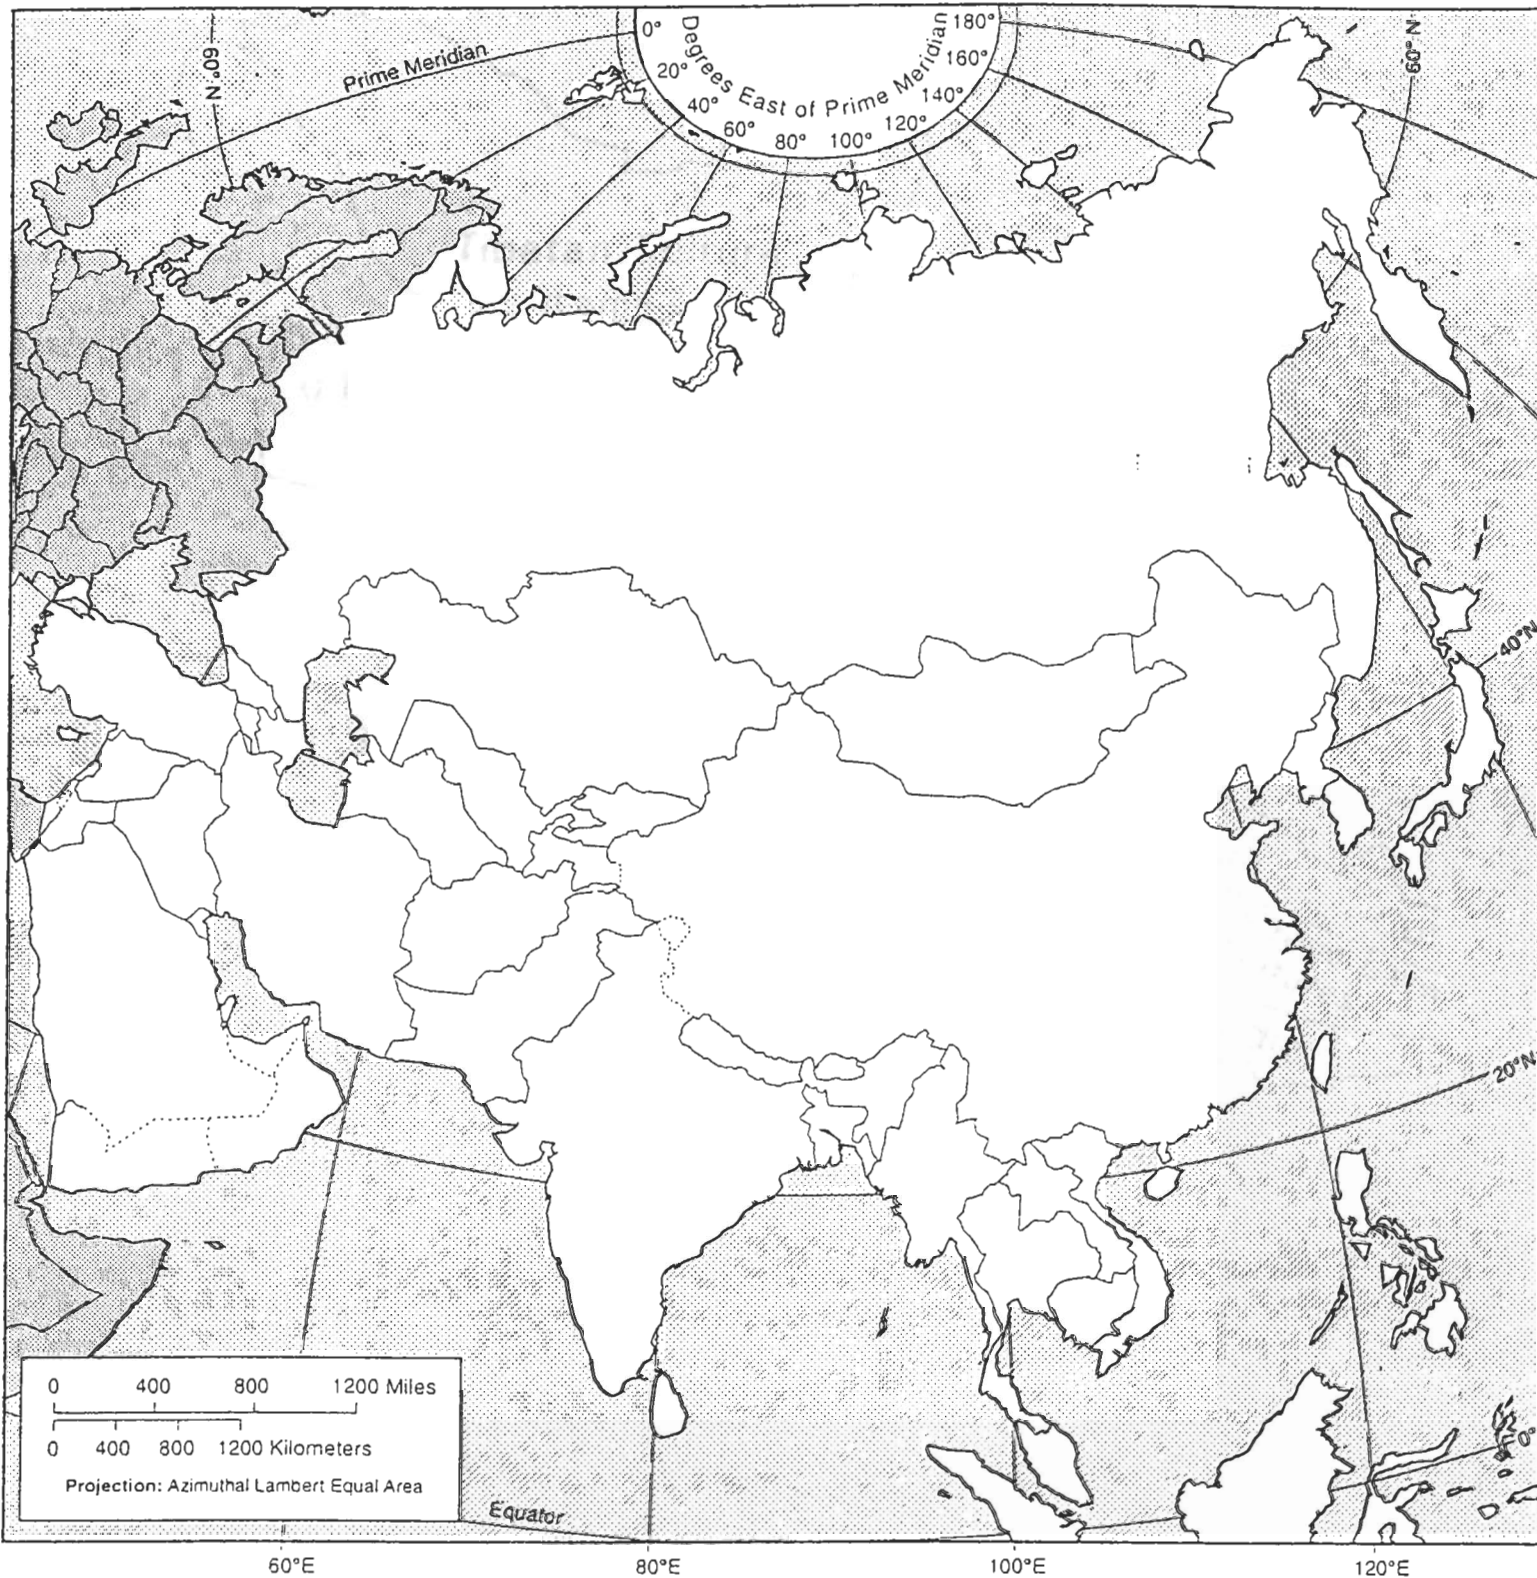 60° N
Prime Meridian
0°
20°
40°
60°
80°
100°
120°
140°
160°
180°
Degrees East of Prime Meridian
60° N
40°N
20°N
0°
0 400 800 1200 Miles
0 400 800 1200 Kilometers
Projection: Azimuthal Lambert Equal Area
Equator
60°E 80°E 100°E 120°E